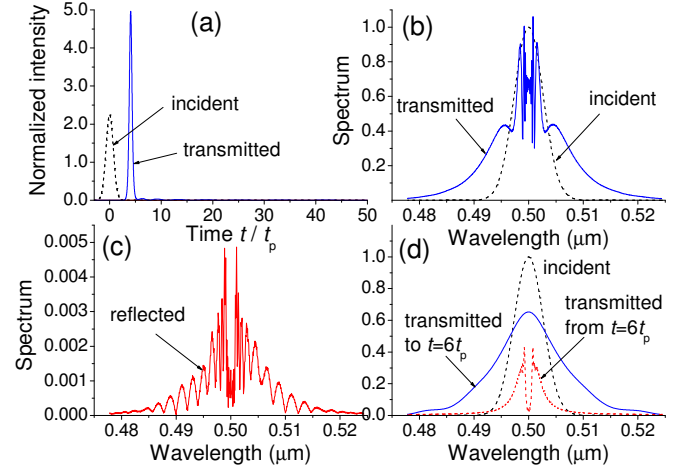 5.0
4.0
3.0
2.0
1.0
0.0
Normalized intensity
(a)
incident
transmitted
0 10 20 30 40 50
Time t / tp
1.0
0.8
0.6
0.4
0.2
Spectrum
(b)
transmitted
incident
0.48 0.49 0.50 0.51 0.52
Wavelength (μm)
0.005
0.004
0.003
0.002
0.001
0.000
Spectrum
(c)
reflected
0.48 0.49 0.50 0.51 0.52
Wavelength (μm)
1.0
0.8
0.6
0.4
0.2
0.0
(d)
incident
transmitted
to t=6tp
transmitted
from t=6tp
0.48 0.49 0.50 0.51 0.52
Wavelength (μm)